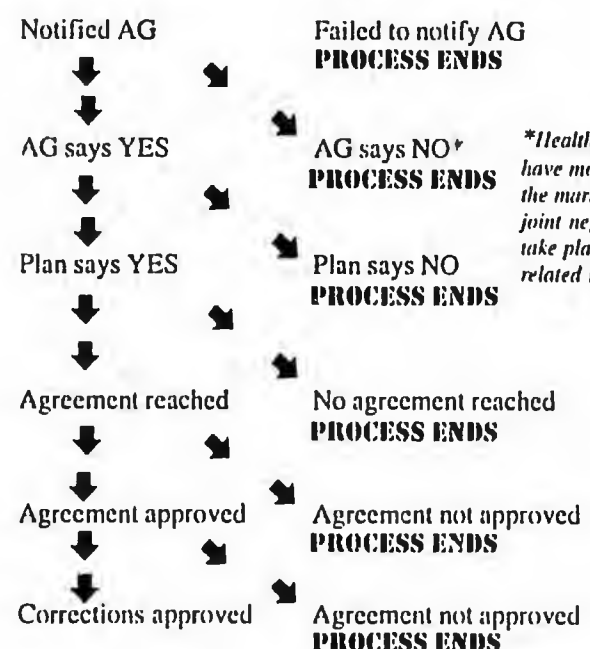 Notified AG
Failed to notify AG
PROCESS ENDS
AG says YES
AG says NO*
PROCESS ENDS
*Health
have
the
joint
take
related
Plan says YES
Plan says NO
PROCESS ENDS
Agreement reached
No agreement reached
PROCESS ENDS
Agreement approved
Agreement not approved
PROCESS ENDS
Corrections approved
Agreement not approved
PROCESS ENDS